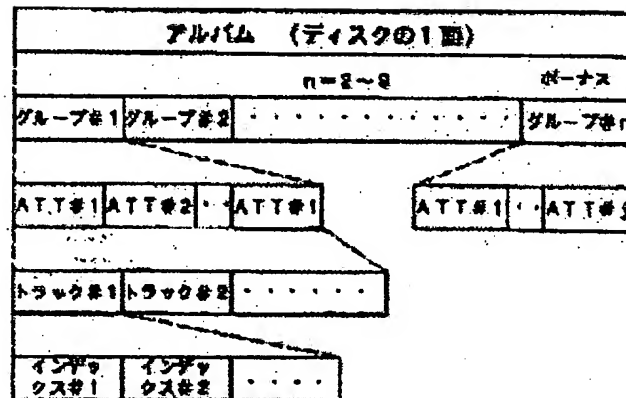 アルバム (ディスクの1面)
n=2~9 ボーナス
グループ#1 グループ#2 ・・・・・・・・・・・・ グループ#n
ATT#1 ATT#2 ・・ ATT#1 ATT#1 ・・ ATT#
トラック#1 トラック#2 ・・・・・・
インデックス#1 インデックス#2 ・・・・